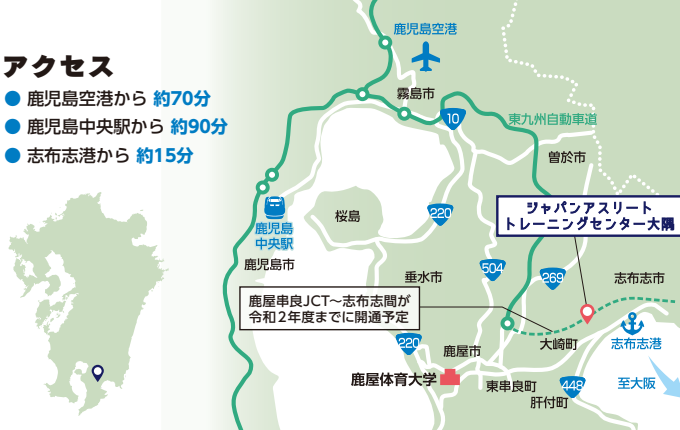 アクセス
鹿児島空港から 約70分
鹿児島中央駅から 約90分
志布志港から 約15分
鹿児島空港
霧島市
10
東九州自動車道
曽於市
ジャパンアスリート
トレーニングセンター大隅
桜島
220
鹿児島
中央駅
鹿児島市
504
269
垂水市
志布志市
鹿屋串良JCT〜志布志間が
令和2年度までに開通予定
220
鹿屋市
大崎町
志布志港
鹿屋体育大学
東串良町
448
至大阪
肝付町